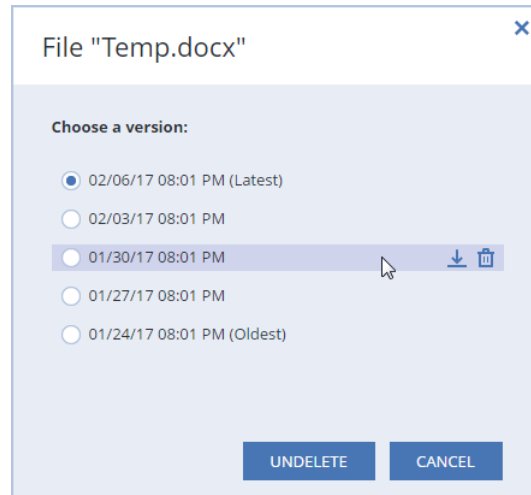 File "Temp.docx"
Choose a version:
02/06/17 08:01 PM (Latest)
02/03/17 08:01 PM
01/30/17 08:01 PM
01/27/17 08:01 PM
01/24/17 08:01 PM (Oldest)
UNDELETE CANCEL